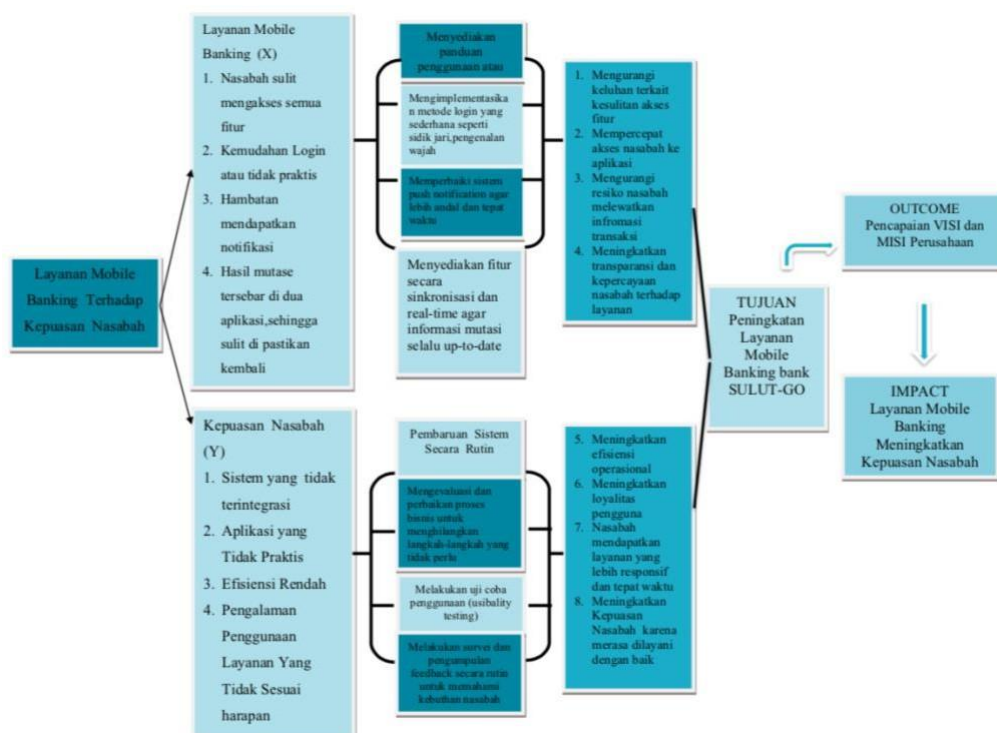 Layanan Mobile
Banking Terhadap
Kepuasan Nasabah
Layanan Mobile
Banking (X)
1. Nasabah sulit
mengakses semua
fitur
2. Kemudahan Login
atau tidak praktis
3. Hambatan
mendapatkan
notifikasi
4. Hasil mutase
tersebar di dua
aplikasi,sehingga
sulit di pastikan
kembali
Menyediakan
panduan
penggunaan atau
Mengimplementasika
n metode login yang
sederhana seperti
sidik jari,pengenalan
wajah
Memperbaiki sistem
push notification agar
lebih andal dan tepat
waktu
Menyediakan fitur
secara
sinkronisasi dan
real-time agar
informasi mutasi
selalu up-to-date
1. Mengurangi
keluhan terkait
kesulitan akses
fitur
2. Mempercepat
akses nasabah ke
aplikasi
3. Mengurangi
resiko nasabah
melewatkan
infromasi
transaksi
4. Meningkatkan
transparansi dan
kepercayaan
nasabah terhadap
layanan
Kepuasan Nasabah
(Y)
1. Sistem yang tidak
terintegrasi
2. Aplikasi yang
Tidak Praktis
3. Efisiensi Rendah
4. Pengalaman
Penggunaan
Layanan Yang
Tidak Sesuai
harapan
Pembaruan Sistem
Secara Rutin
Mengevaluasi dan
perbaikan proses
bisnis untuk
menghilangkan
langkah-langkah yang
tidak perlu
Melakukan uji coba
penggunaan (usibality
testing)
Melakukan survei dan
pengumpulan
feedback secara rutin
untuk memahami
kebuthan nasabah
5. Meningkatkan
efisiensi
operasional
6. Meningkatkan
loyalitas
pengguna
7. Nasabah
mendapatkan
layanan yang
lebih responsif
dan tepat waktu
8. Meningkatkan
Kepuasan
Nasabah karena
merasa dilayani
dengan baik
TUJUAN
Peningkatan
Layanan
Mobile
Banking bank
SULUT-GO
OUTCOME
Pencapaian VISI dan
MISI Perusahaan
IMPACT
Layanan Mobile
Banking
Meningkatkan
Kepuasan Nasabah